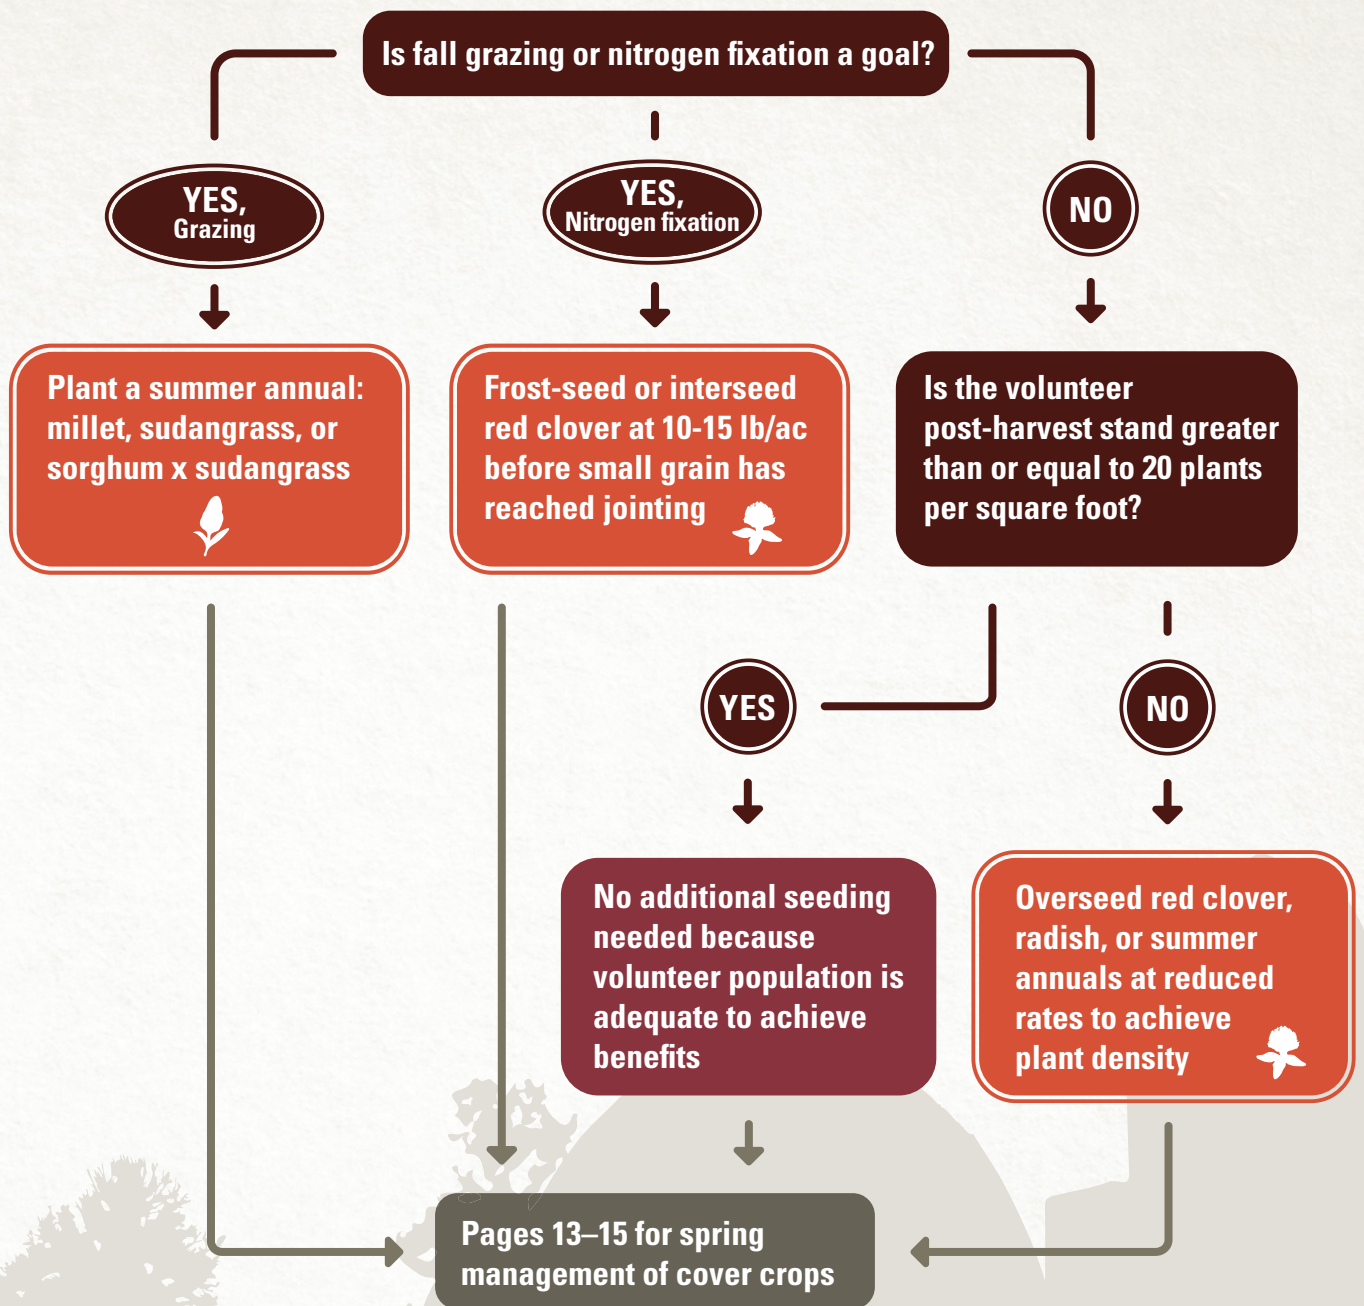 Is fall grazing or nitrogen fixation a goal?
YES,
Grazing
YES,
Nitrogen fixation
NO
Plant a summer annual:
millet, sudangrass, or
sorghum x sudangrass
Frost-seed or interseed
red clover at 10-15 lb/ac
before small grain has
reached jointing
Is the volunteer
post-harvest stand greater
than or equal to 20 plants
per square foot?
YES
NO
No additional seeding
needed because
volunteer population is
adequate to achieve
benefits
Overseed red clover,
radish, or summer
annuals at reduced
rates to achieve
plant density
Pages 13–15 for spring
management of cover crops